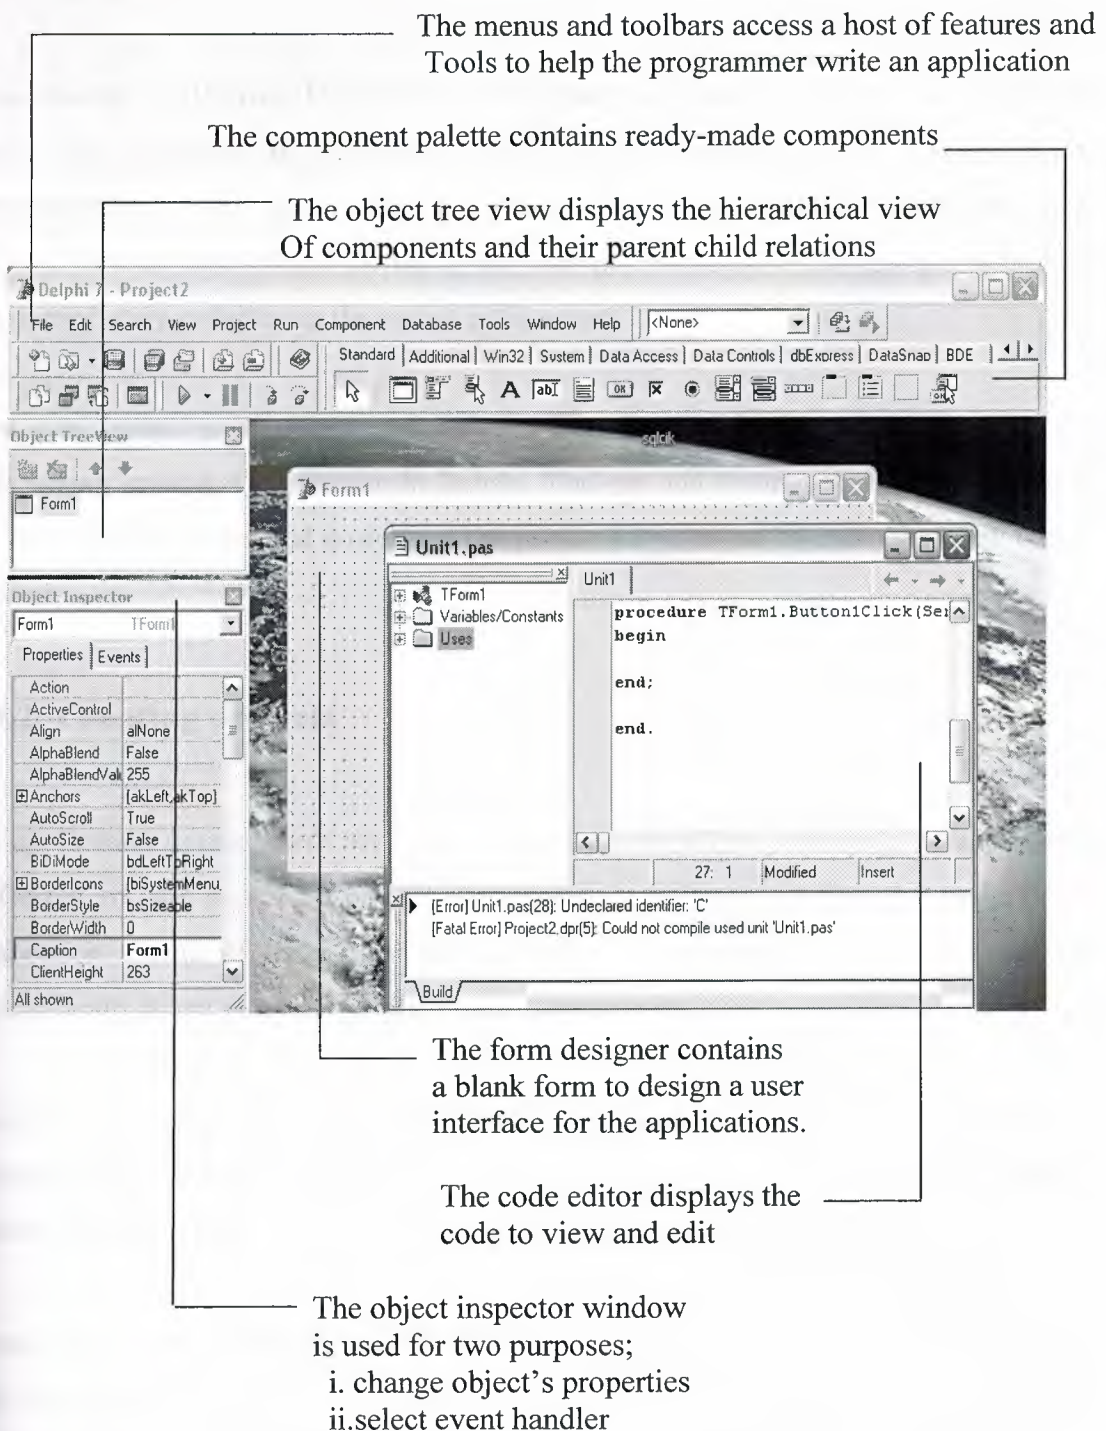 The menus and toolbars access a host of features and
Tools to help the programmer write an application
The component palette contains ready-made components
The object tree view displays the hierarchical view
Of components and their parent child relations
Delphi 7 - Project2
File Edit Search View Project Run Component Database Tools Window Help <None>
Standard Additional Win32 System Data Access Data Controls dbExpress DataSnap BDE
A abI OK
Object TreeView
sqlcik
Form1
Form1
Unit1.pas
Unit1
TForm1
Variables/Constants
Uses
procedure TForm1.Button1Click(Se
begin
end;
end.
Object Inspector
Form1 TForm1
Properties Events
Action
ActiveControl
Align alNone
AlphaBlend False
AlphaBlendVal 255
Anchors [akLeft,akTop]
AutoScroll True
AutoSize False
BiDiMode bdLeftToRight
BorderIcons [biSystemMenu,
BorderStyle bsSizeable
BorderWidth 0
Caption Form1
ClientHeight 263
All shown
27: 1 Modified Insert
[Error] Unit1.pas(28): Undeclared identifier: 'C'
[Fatal Error] Project2.dpr(5): Could not compile used unit 'Unit1.pas'
Build
The form designer contains
a blank form to design a user
interface for the applications.
The code editor displays the
code to view and edit
The object inspector window
is used for two purposes;
i. change object's properties
ii.select event handler